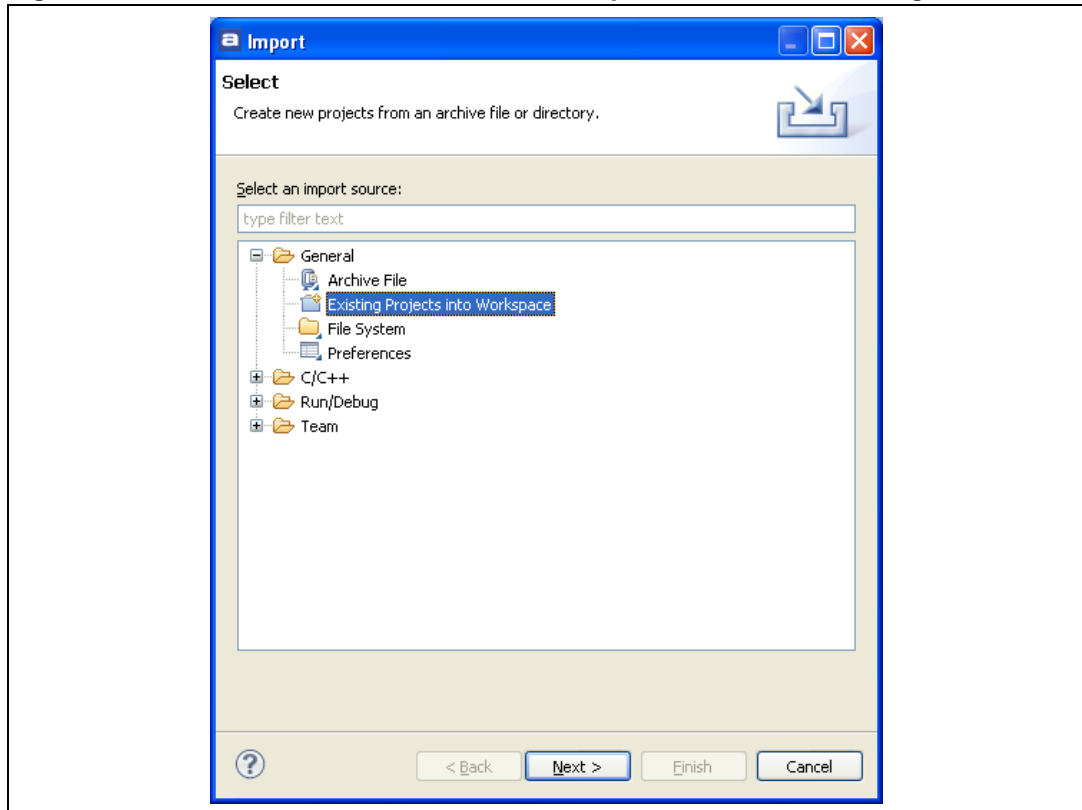 Import
Select
Create new projects from an archive file or directory.
Select an import source:
type filter text
General
Archive File
Existing Projects into Workspace
File System
Preferences
C/C++
Run/Debug
Team
< Back Next > Finish Cancel